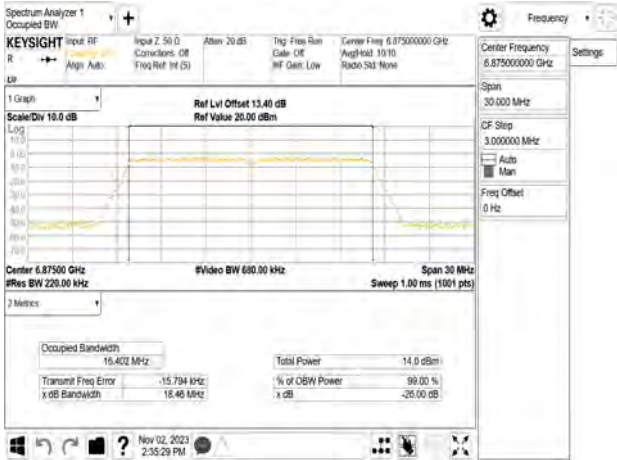 Spectrum Analyzer 1
Occupied BW
+
Frequency
KEYSIGHT
R
Input: RF
Align: Auto
Input Z: 50 Ω
Corrections: Off
Freq Ref: Int (S)
Atten: 20 dB
Trig: Free Run
Gate: Off
#IF Gain: Low
Center Freq: 6.875000000 GHz
Avg|Hold: 10/10
Radio Std: None
Center Frequency
6.875000000 GHz
Settings
Span
30.000 MHz
CF Step
3.000000 MHz
Auto
Man
Freq Offset
0 Hz
1 Graph
Scale/Div 10.0 dB
Log
Ref Lvl Offset 13.40 dB
Ref Value 20.00 dBm
Center 6.87500 GHz
#Res BW 220.00 kHz
#Video BW 680.00 kHz
Span 30 MHz
Sweep 1.00 ms (1001 pts)
2 Metrics
Occupied Bandwidth
16.402 MHz
Total Power 14.0 dBm
Transmit Freq Error -15.794 kHz
% of OBW Power 99.00 %
x dB Bandwidth 18.46 MHz
x dB -26.00 dB
?
Nov 02, 2023
2:35:29 PM